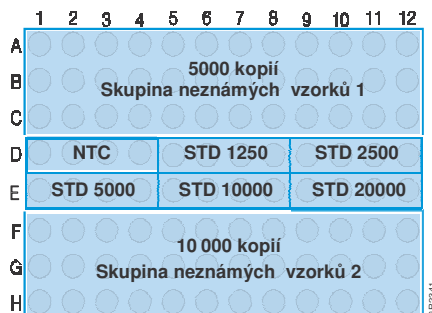 1 2 3 4 5 6 7 8 9 10 11 12
A
5000 kopií
B
Skupina neznámých vzorků 1
C
D NTC STD 1250 STD 2500
E STD 5000 STD 10000 STD 20000
F
10 000 kopií
G
Skupina neznámých vzorků 2
H